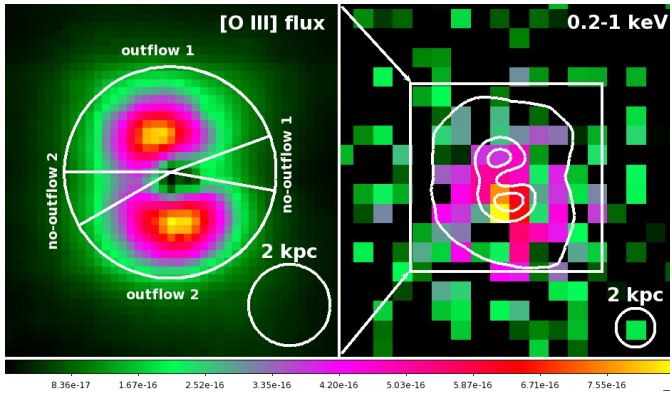 [O III] flux
outflow 1
no-outflow 1
no-outflow 2
2 kpc
outflow 2
0.2-1 keV
2 kpc
8.36e-17 1.67e-16 2.52e-16 3.35e-16 4.20e-16 5.03e-16 5.87e-16 6.71e-16 7.55e-16